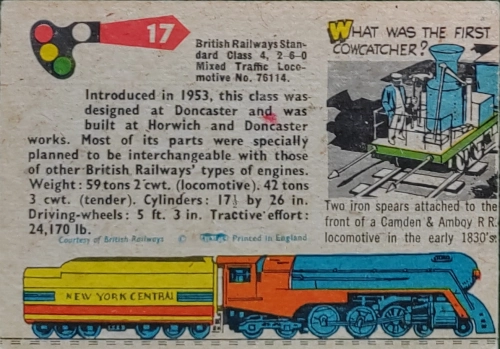 17
British Railways Stan-
dard Class 4, 2-6-0
Mixed Traffic Loco-
motive No. 76114.
Introduced in 1953, this class was
designed at Doncaster and was
built at Horwich and Doncaster
works. Most of its parts were specially
planned to be interchangeable with those
of other British Railways' types of engines.
Weight: 59 tons 2 cwt. (locomotive). 42 tons
3 cwt. (tender). Cylinders: 17½ by 26 in.
Driving-wheels: 5 ft. 3 in. Tractive effort:
24,170 lb.
Courtesy of British Railways © Printed in England
WHAT WAS THE FIRST
COWCATCHER?
Two iron spears attached to the
front of a Camden & Amboy R R.
locomotive in the early 1830's.
NEW YORK CENTRAL